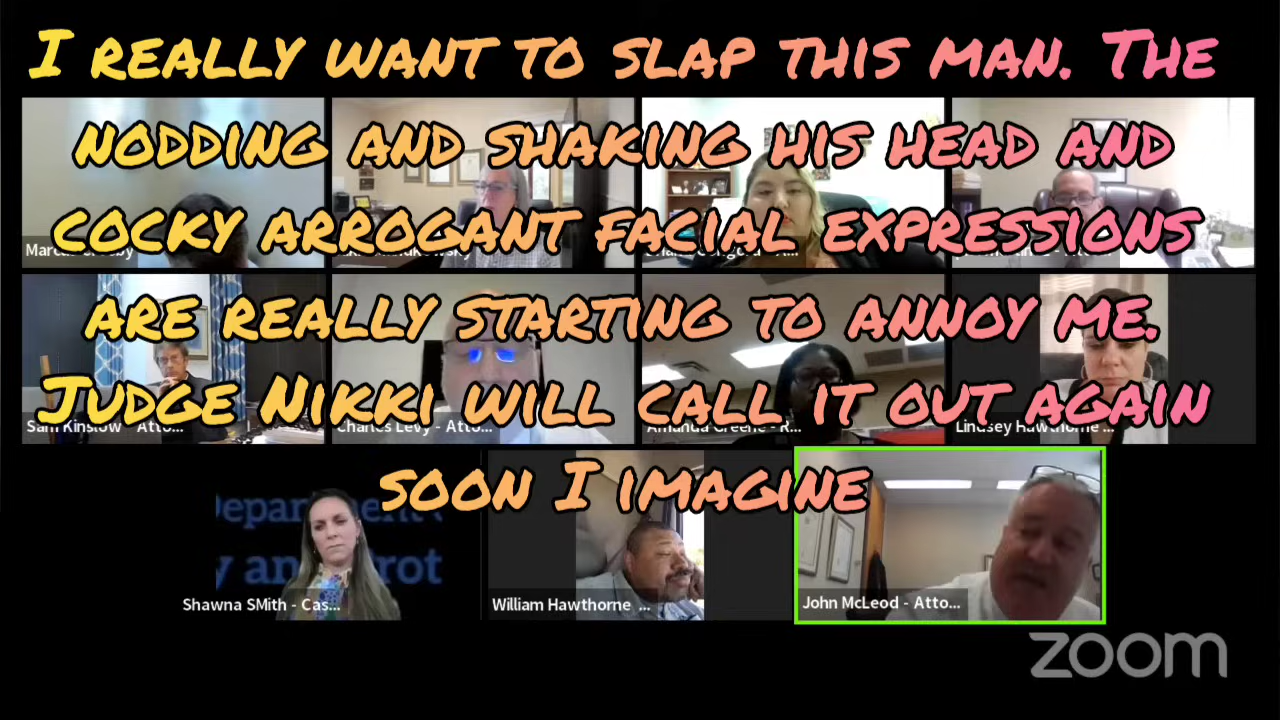 I REALLY WANT TO SLAP THIS MAN. THE
NODDING AND SHAKING HIS HEAD AND
COCKY ARROGANT FACIAL EXPRESSIONS
ARE REALLY STARTING TO ANNOY ME.
JUDGE NIKKI WILL CALL IT OUT AGAIN
SOON I IMAGINE
Sam Kinslow - Atto...
Charles Levy - Atto...
Amanda Greene - R...
Lindsey Hawthorne ...
Shawna SMith - Cas...
William Hawthorne ...
John McLeod - Atto...
zoom